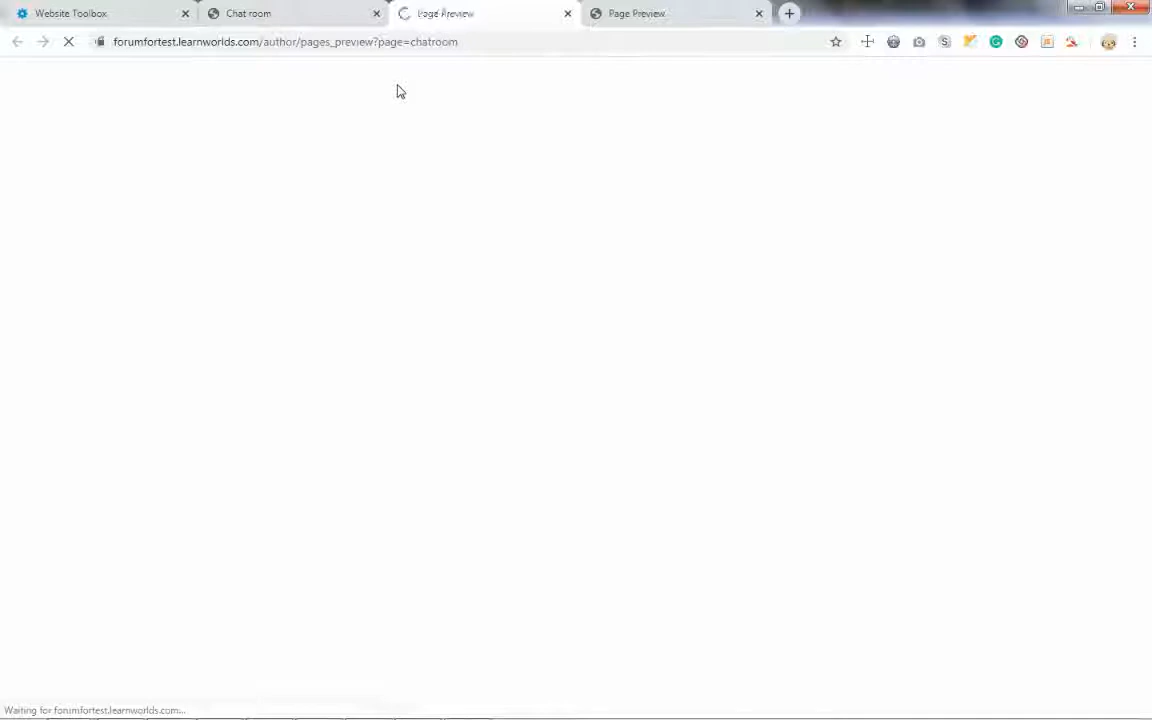 Website Toolbox
Chat room
Page Preview
Page Preview
forumfortest.learnworlds.com/author/pages_preview?page=chatroom
Waiting for forumfortest.learnworlds.com...